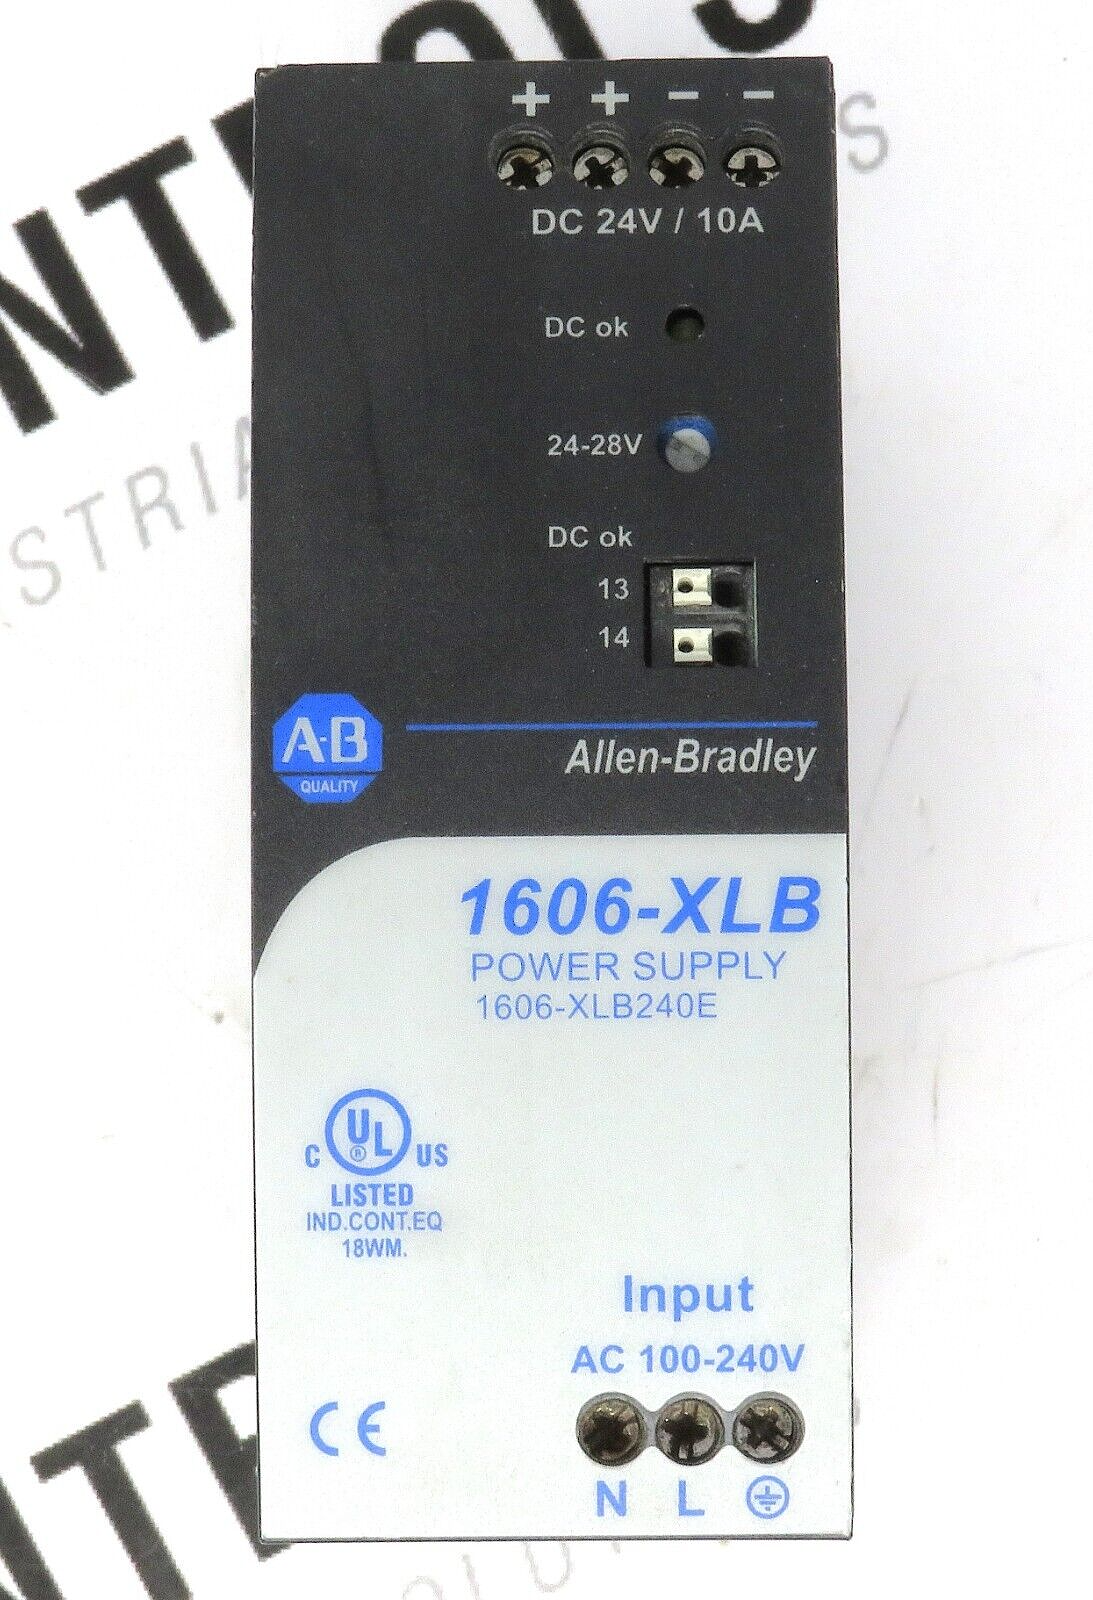 + + − −
DC 24V / 10A
DC ok
24-28V
DC ok
13
14
A-B
QUALITY
Allen-Bradley
1606-XLB
POWER SUPPLY
1606-XLB240E
C UL US
®
LISTED
IND.CONT.EQ
18WM.
Input
AC 100-240V
CE
N L